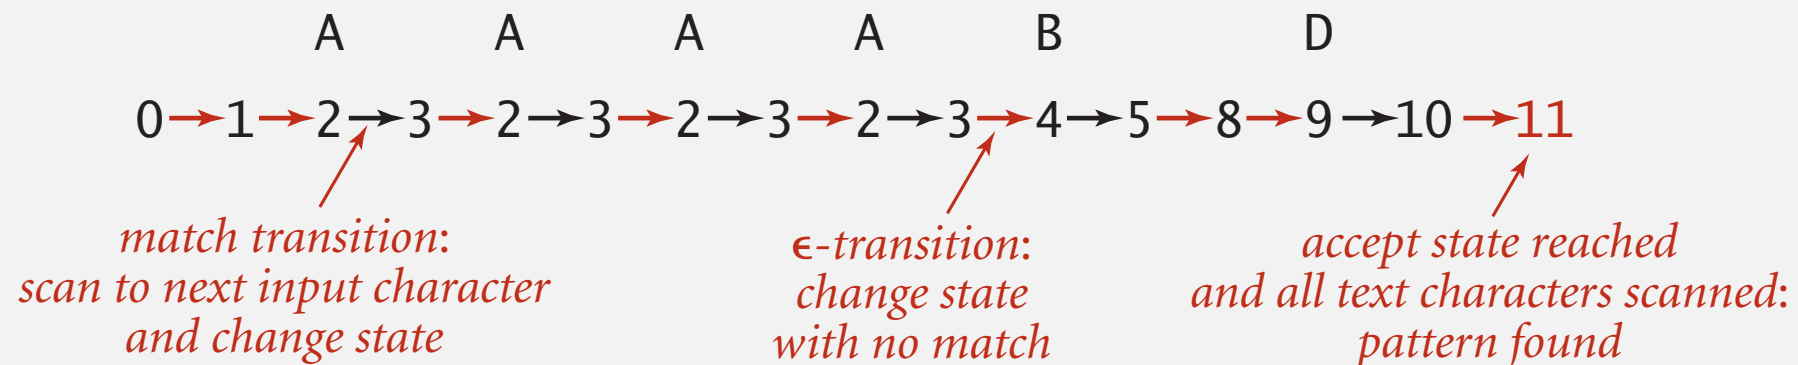 A A A A B D
0 1 2 3 2 3 2 3 2 3 4 5 8 9 10 11
match transition:
scan to next input character
and change state
ϵ-transition:
change state
with no match
accept state reached
and all text characters scanned:
pattern found